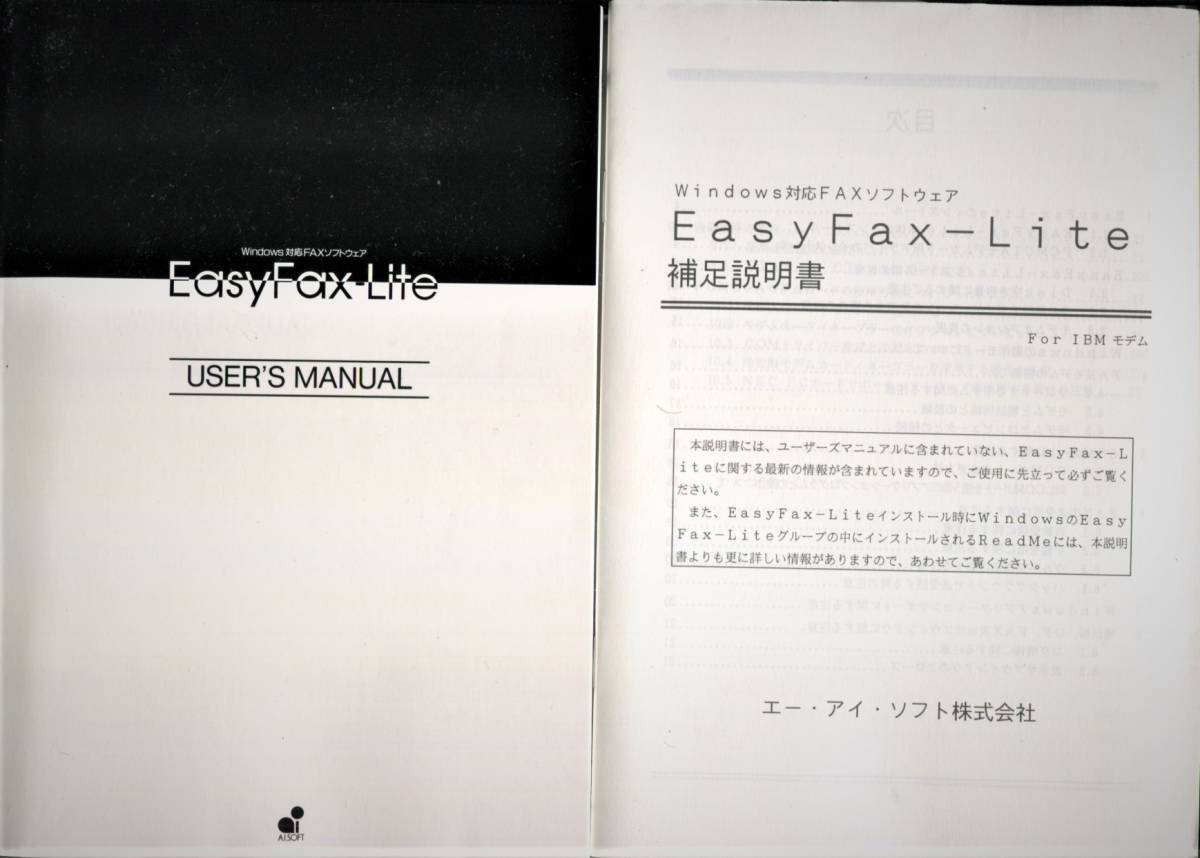 Windows 対応FAXソフトウェア
EasyFax-Lite
USER'S MANUAL
A.I.SOFT
目次
Windows対応FAXソフトウェア
EasyFax－Lite
補足説明書
For IBM モデム
本説明書には、ユーザーズマニュアルに含まれていない、EasyFax－L
iteに関する最新の情報が含まれていますので、ご使用に先立って必ずご覧く
ださい。
また、EasyFax－Liteインストール時にWindowsのEasy
Fax－Liteグループの中にインストールされるReadMeには、本説明
書よりも更に詳しい情報がありますので、あわせてご覧ください。
エー・アイ・ソフト株式会社